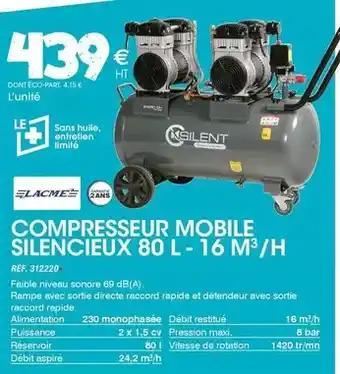 439 € HT
DONT ÉCO-PART. 4,15 €
L'unité
LE +
Sans huile,
entretien
limité
SILENT
LACME
GARANTIE
2 ANS
COMPRESSEUR MOBILE
SILENCIEUX 80 L - 16 M³/H
RÉF. 312220
Faible niveau sonore 69 dB(A).
Rampe avec sortie directe raccord rapide et détendeur avec sortie
raccord rapide
Alimentation 230 monophasée Débit restitué 16 m³/h
Puissance 2 x 1,5 cv Pression maxi. 8 bar
Réservoir 80 l Vitesse de rotation 1420 tr/mn
Débit aspiré 24,2 m³/h